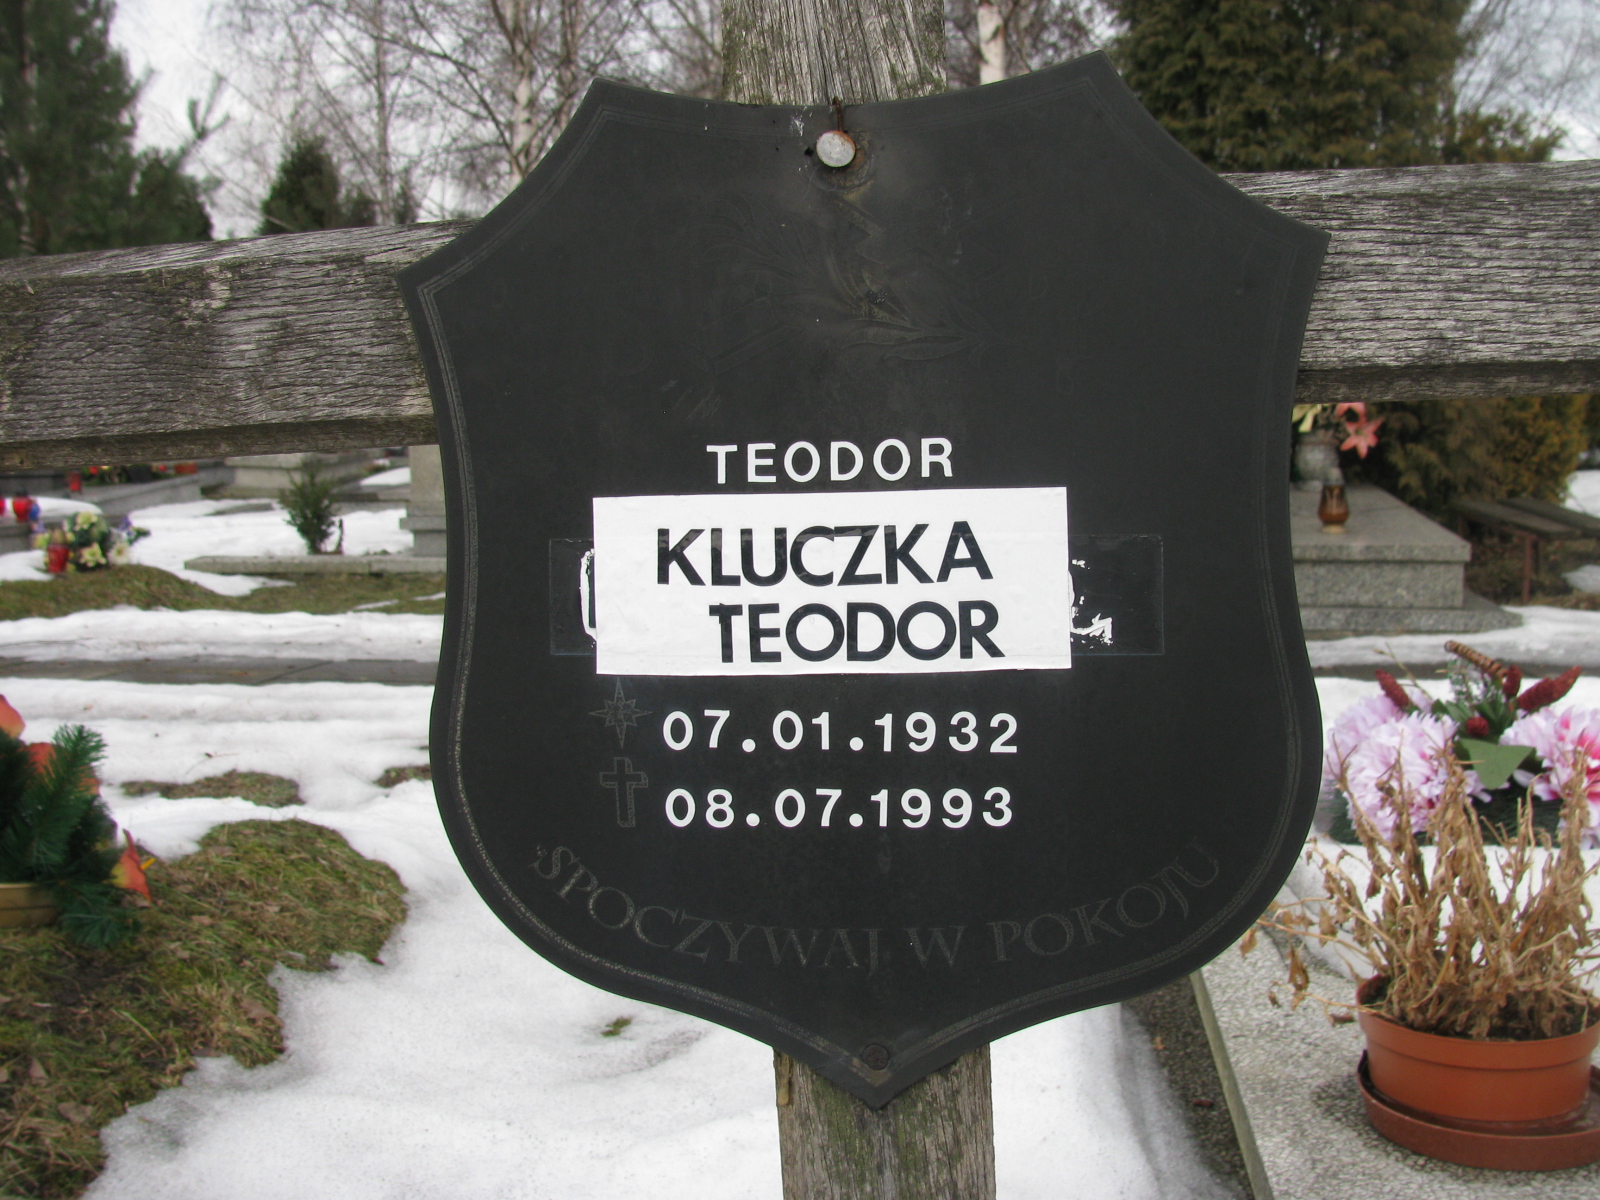 TEODOR
KLUCZKA
TEODOR
07.01.1932
08.07.1993
SPOCZYWAJ W POKOJU